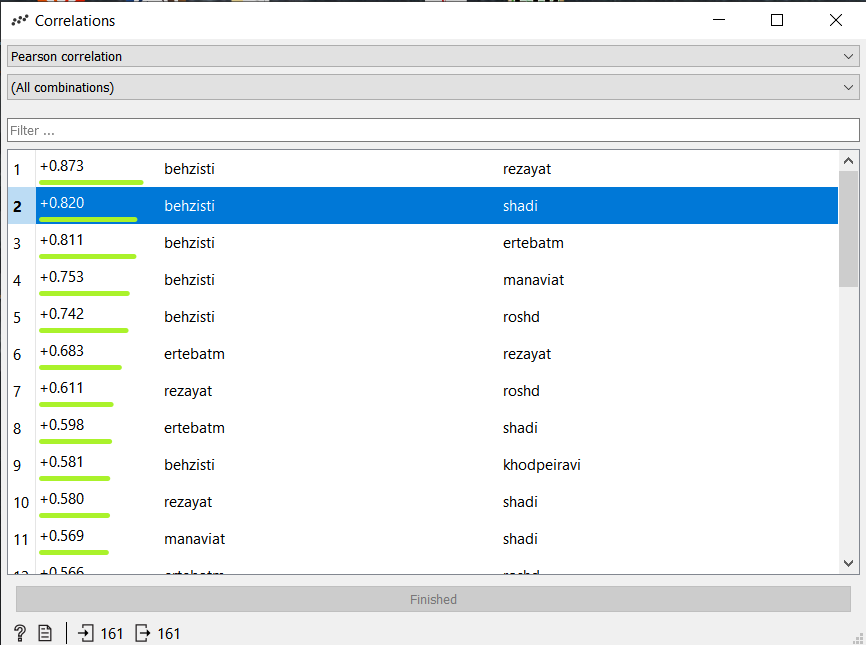 Correlations
Pearson correlation
(All combinations)
Filter ...
1 +0.873 behzisti rezayat
2 +0.820 behzisti shadi
3 +0.811 behzisti ertebatm
4 +0.753 behzisti manaviat
5 +0.742 behzisti roshd
6 +0.683 ertebatm rezayat
7 +0.611 rezayat roshd
8 +0.598 ertebatm shadi
9 +0.581 behzisti khodpeiravi
10 +0.580 rezayat shadi
11 +0.569 manaviat shadi
12 +0.566 ertebatm roshd
Finished
? 161 161